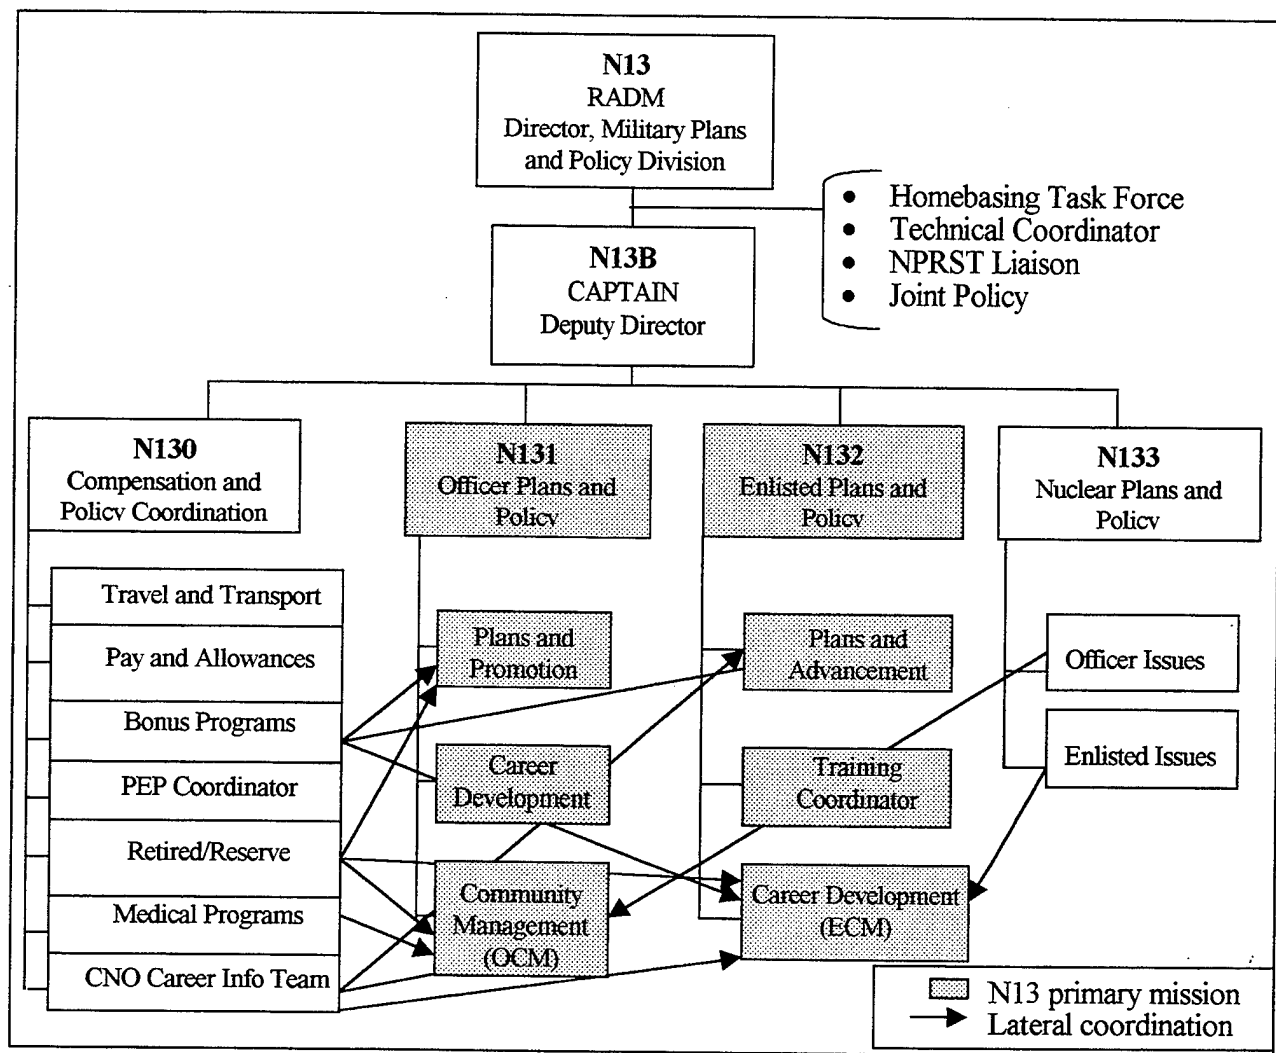 N13
RADM
Director, Military Plans
and Policy Division
• Homebasing Task Force
• Technical Coordinator
• NPRST Liaison
• Joint Policy
N13B
CAPTAIN
Deputy Director
N130
Compensation and
Policy Coordination
N131
Officer Plans and
Policy
N132
Enlisted Plans and
Policy
N133
Nuclear Plans and
Policy
Travel and Transport
Pay and Allowances
Bonus Programs
PEP Coordinator
Retired/Reserve
Medical Programs
CNO Career Info Team
Plans and
Promotion
Career
Development
Community
Management
(OCM)
Plans and
Advancement
Training
Coordinator
Career Development
(ECM)
Officer Issues
Enlisted Issues
N13 primary mission
Lateral coordination